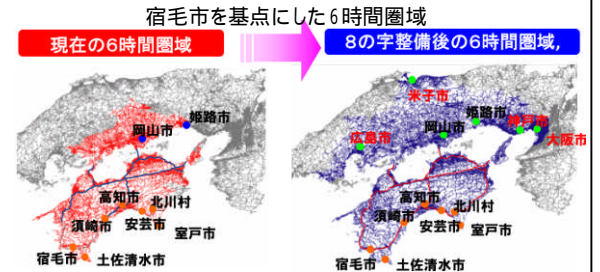 宿毛市を基点にした6時間圏域
現在の6時間圏域
8の字整備後の6時間圏域,
姫路市
岡山市
高知市
北川村
須崎市
安芸市
室戸市
宿毛市
土佐清水市
米子市
姫路市
神戸市
岡山市
広島市
大阪市
高知市
北川村
須崎市
安芸市
室戸市
宿毛市
土佐清水市